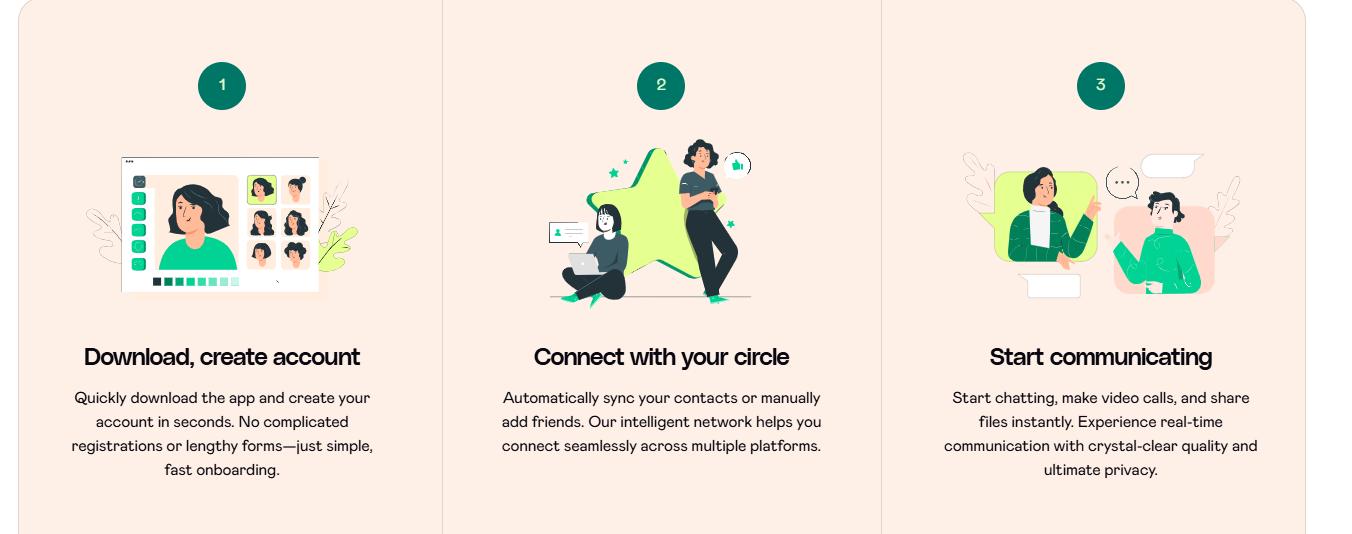 1
Download, create account
Quickly download the app and create your
account in seconds. No complicated
registrations or lengthy forms—just simple,
fast onboarding.
2
Connect with your circle
Automatically sync your contacts or manually
add friends. Our intelligent network helps you
connect seamlessly across multiple platforms.
3
Start communicating
Start chatting, make video calls, and share
files instantly. Experience real-time
communication with crystal-clear quality and
ultimate privacy.